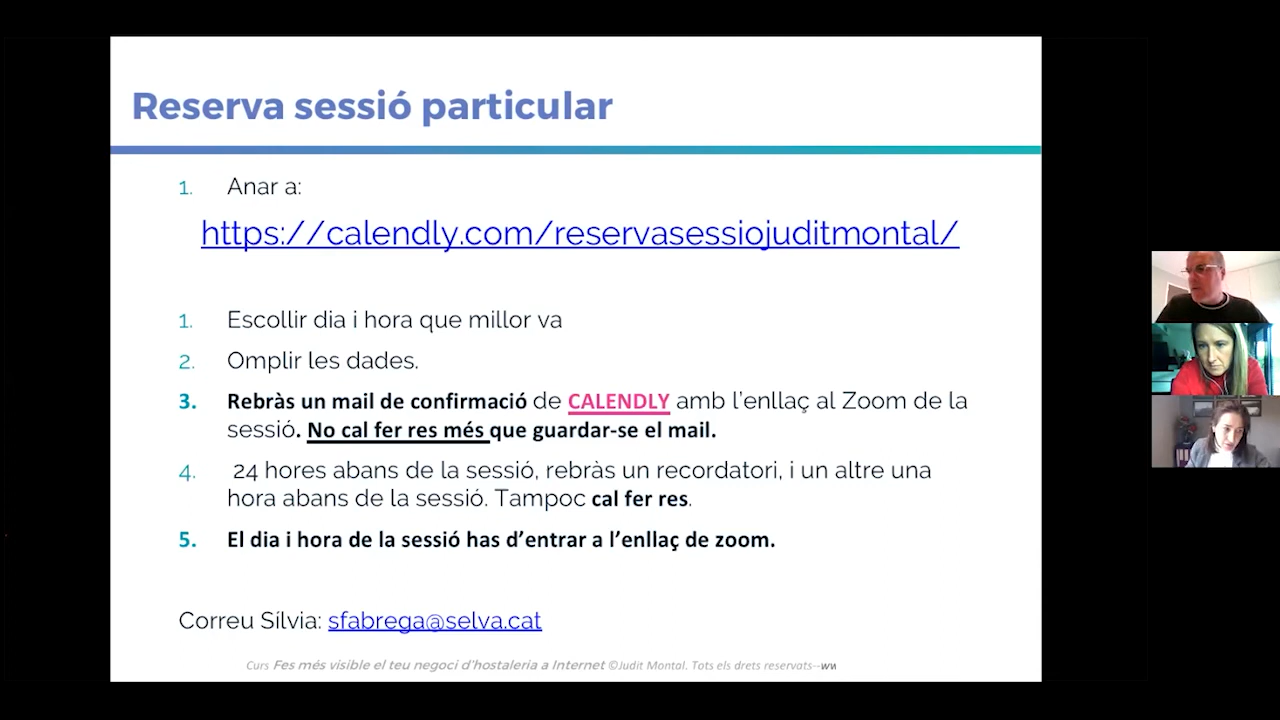 Reserva sessió particular
1. Anar a:
https://calendly.com/reservasessiojuditmontal/
1. Escollir dia i hora que millor va
2. Omplir les dades.
3. Rebràs un mail de confirmació de CALENDLY amb l’enllaç al Zoom de la
sessió. No cal fer res més que guardar-se el mail.
4. 24 hores abans de la sessió, rebràs un recordatori, i un altre una
hora abans de la sessió. Tampoc cal fer res.
5. El dia i hora de la sessió has d’entrar a l’enllaç de zoom.
Correu Sílvia: sfabrega@selva.cat
Curs Fes més visible el teu negoci d’hostaleria a Internet ©Judit Montal. Tots els drets reservats--ww